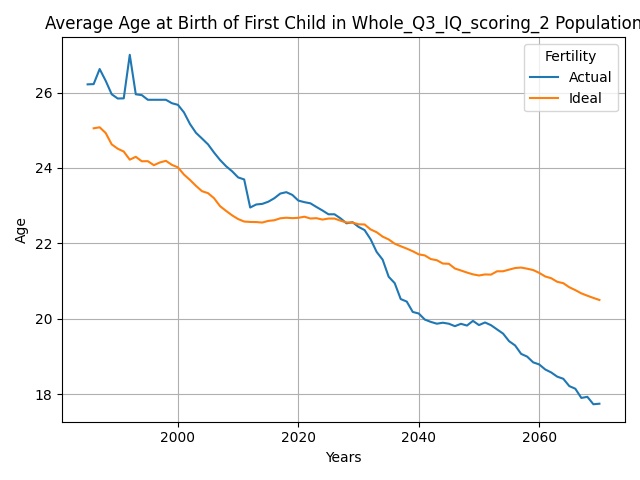 Average Age at Birth of First Child in Whole_Q3_IQ_scoring_2 Population
Fertility
Actual
Ideal
26
24
22
20
18
Age
2000
2020
2040
2060
Years